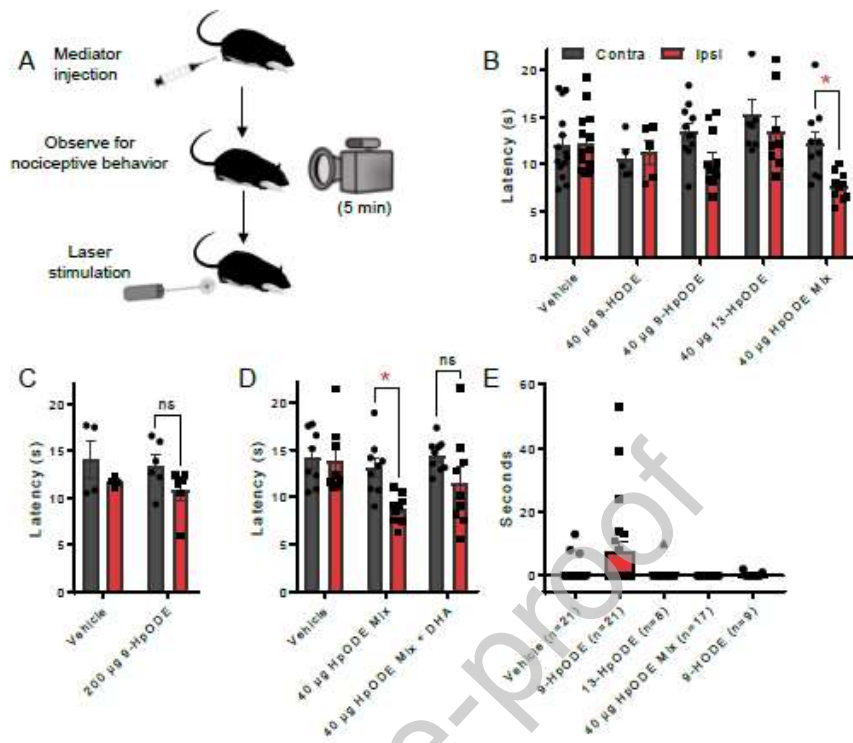 A
Mediator
injection
Observe for
nociceptive behavior
(5 min)
Laser
stimulation
B
Contra
Ipsi
*
Latency (s)
20
15
10
5
0
Vehicle
40 µg 9-HODE
40 µg 9-HpODE
40 µg 13-HpODE
40 µg HpODE Mix
C
ns
Latency (s)
20
15
10
5
0
Vehicle
200 µg 9-HpODE
D
*
ns
Latency (s)
20
15
10
5
0
Vehicle
40 µg HpODE Mix
40 µg HpODE Mix + DHA
E
Seconds
60
40
20
0
Vehicle (n=21)
9-HpODE (n=21)
13-HpODE (n=8)
40 µg HpODE Mix (n=17)
9-HODE (n=9)
e-proof